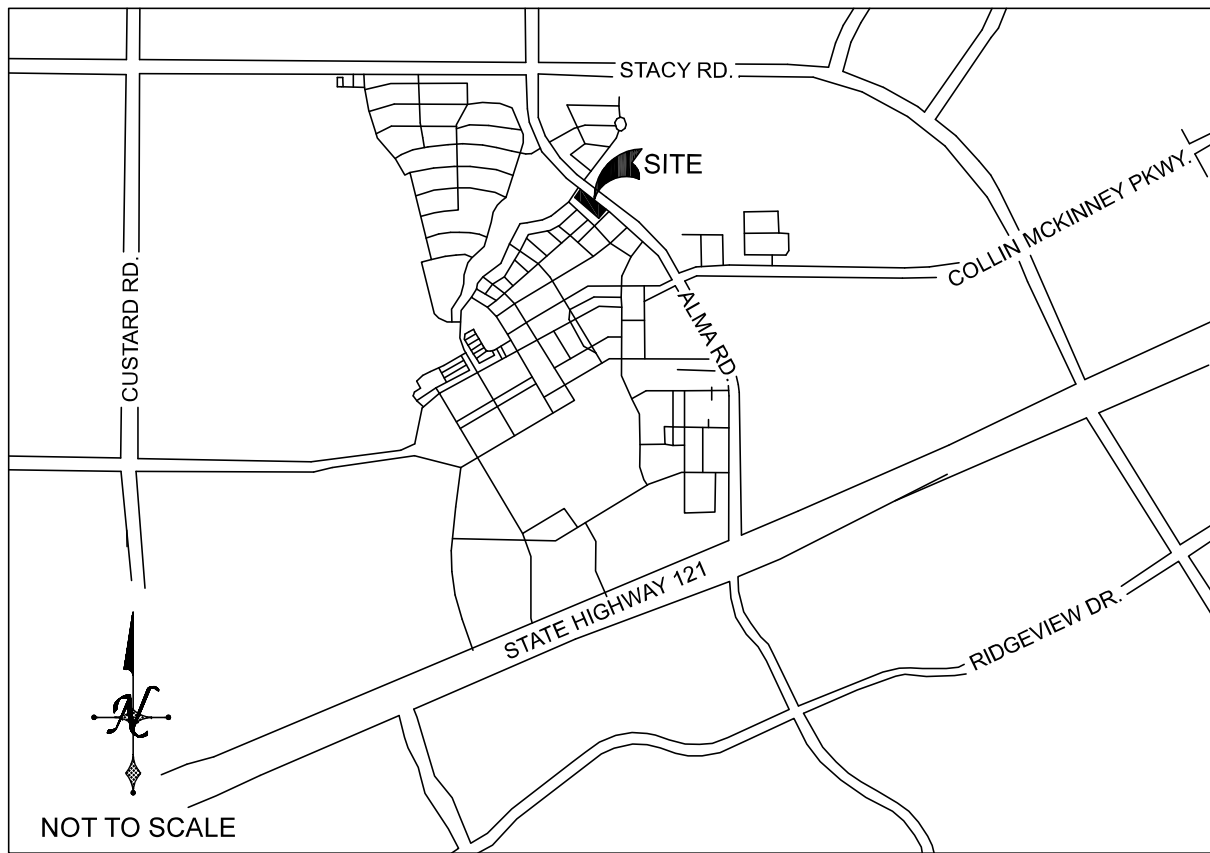 STACY RD.
SITE
COLLIN MCKINNEY PKWY.
CUSTARD RD.
ALMA RD.
STATE HIGHWAY 121
RIDGEVIEW DR.
N
NOT TO SCALE